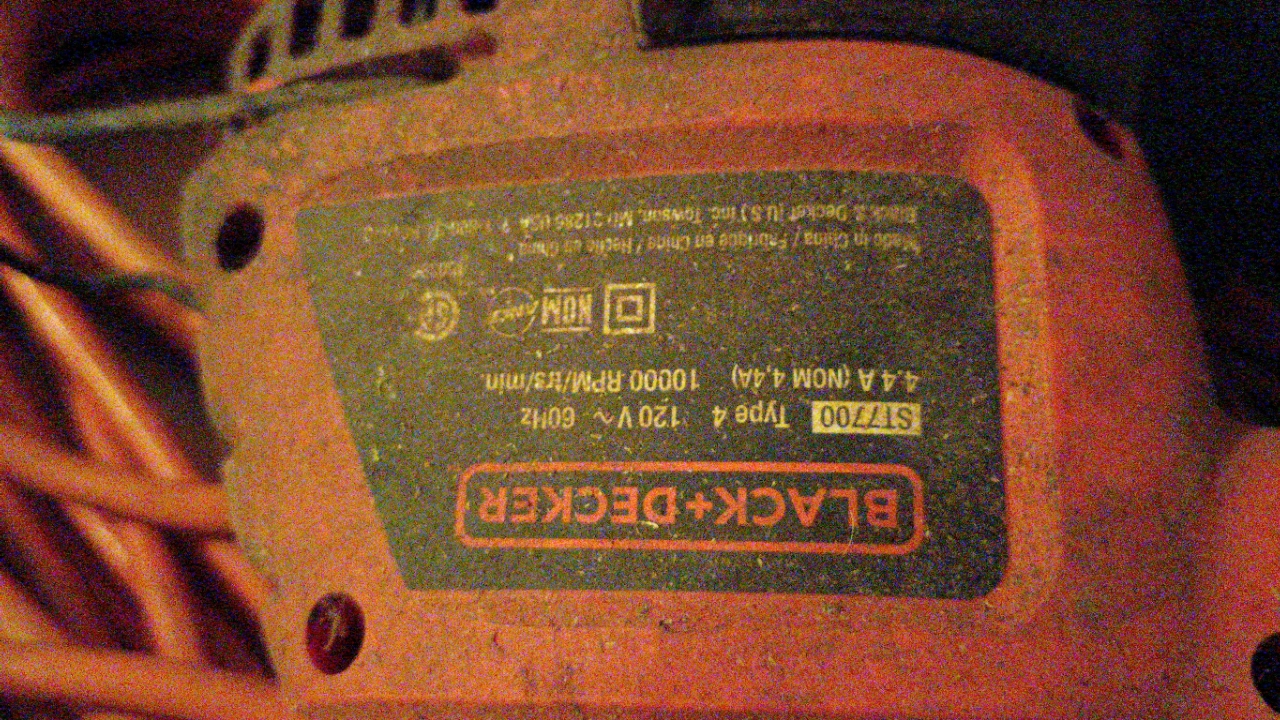 BLACK+DECKER
ST7700 Type 4 120 V ~ 60Hz
4.4 A (NOM 4,4A) 10000 RPM/trs/min.
NOM
Made in China / Fabriqué en Chine / Hecho en China
Black & Decker (U.S.) Inc. Towson, MD 21286 USA